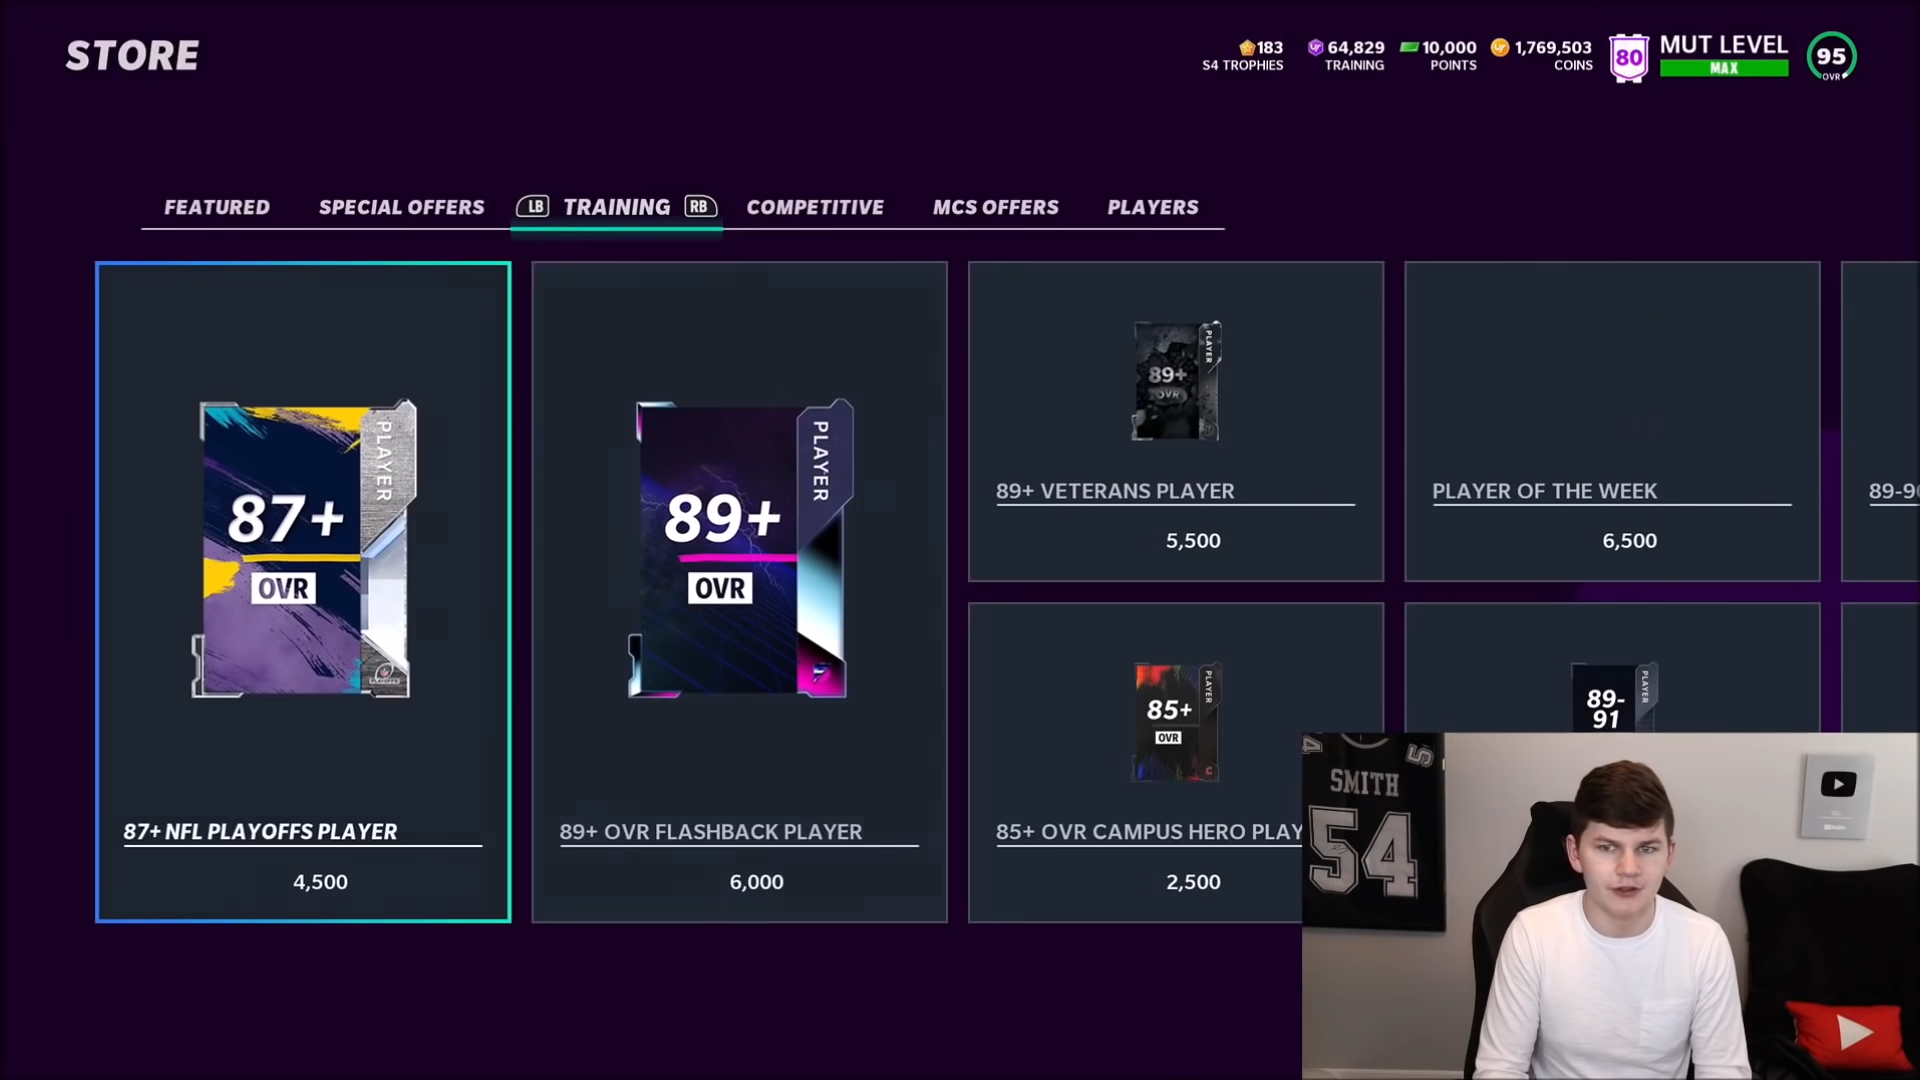 STORE
183
S4 TROPHIES
64,829
TRAINING
10,000
POINTS
1,769,503
COINS
80
MUT LEVEL
MAX
95
OVR
FEATURED
SPECIAL OFFERS
LB
TRAINING
RB
COMPETITIVE
MCS OFFERS
PLAYERS
87+
OVR
PLAYER
87+ NFL PLAYOFFS PLAYER
4,500
89+
OVR
PLAYER
89+ OVR FLASHBACK PLAYER
6,000
89+
OVR
PLAYER
89+ VETERANS PLAYER
5,500
PLAYER OF THE WEEK
6,500
85+
OVR
PLAYER
85+ OVR CAMPUS HERO PLAY
2,500
89-
91
PLAYER
SMITH
54